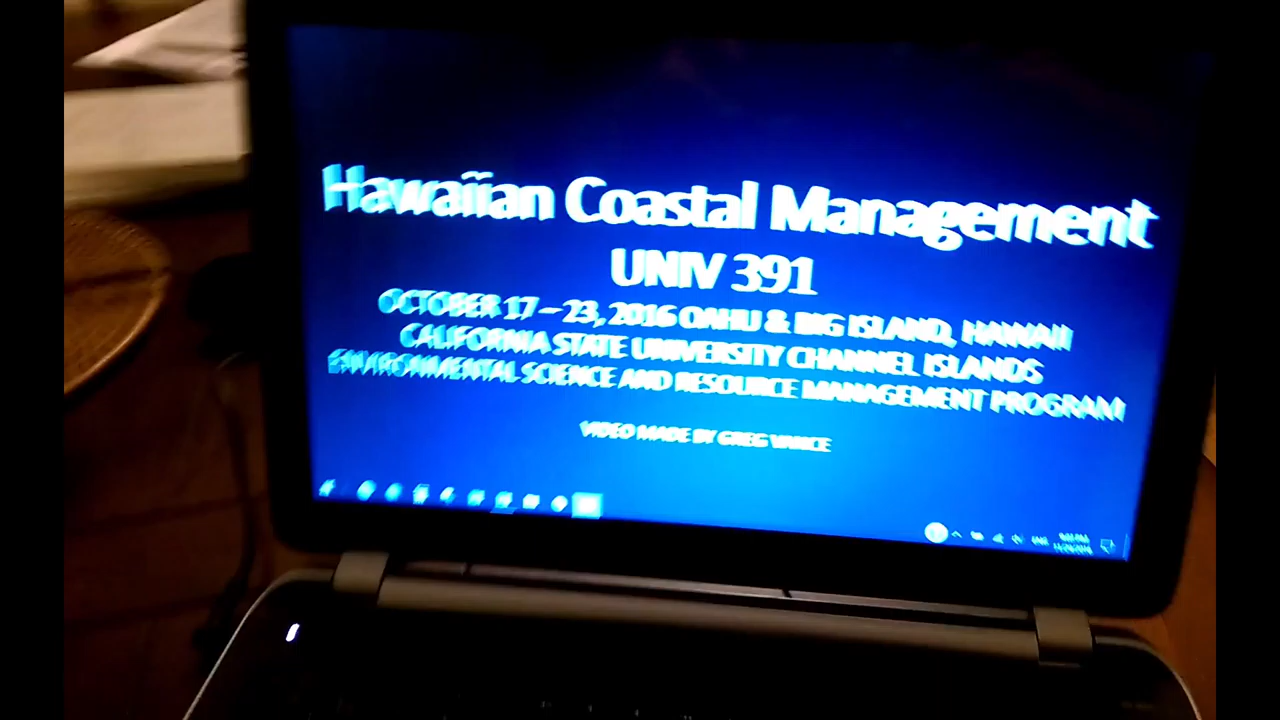 Hawaiian Coastal Management
UNIV 391
OCTOBER 17 – 23, 2016 OAHU & BIG ISLAND, HAWAII
CALIFORNIA STATE UNIVERSITY CHANNEL ISLANDS
ENVIRONMENTAL SCIENCE AND RESOURCE MANAGEMENT PROGRAM
VIDEO MADE BY GREG VANCE
ENG